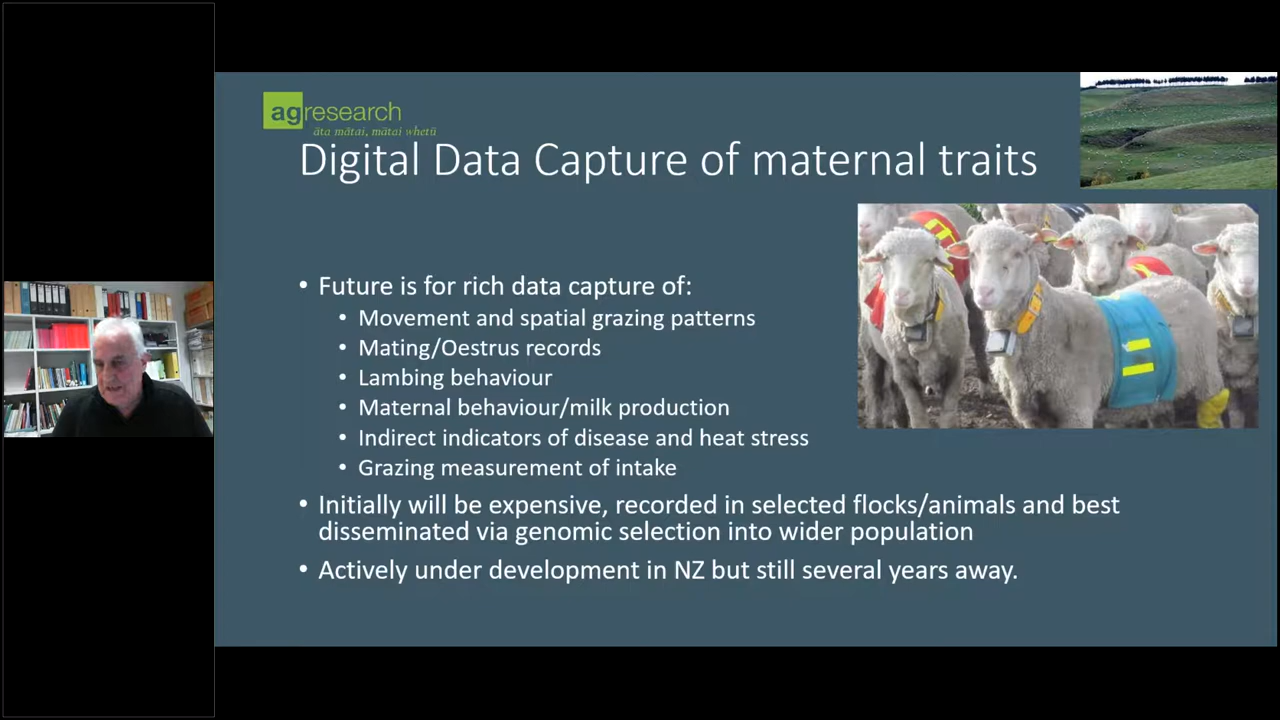 agresearch
āta mātai, mātai whetū
Digital Data Capture of maternal traits
• Future is for rich data capture of:
• Movement and spatial grazing patterns
• Mating/Oestrus records
• Lambing behaviour
• Maternal behaviour/milk production
• Indirect indicators of disease and heat stress
• Grazing measurement of intake
• Initially will be expensive, recorded in selected flocks/animals and best
disseminated via genomic selection into wider population
• Actively under development in NZ but still several years away.